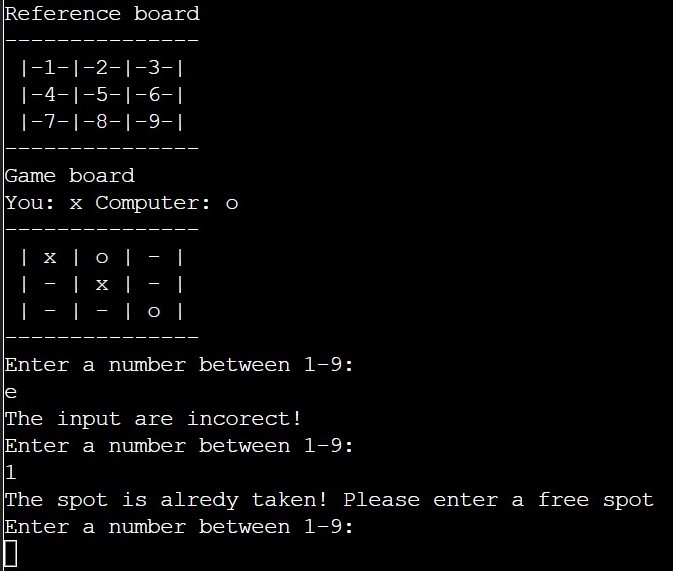 Reference board
---------------
|-1-|-2-|-3-|
|-4-|-5-|-6-|
|-7-|-8-|-9-|
---------------
Game board
You: x Computer: o
---------------
| x | o | - |
| - | x | - |
| - | - | o |
---------------
Enter a number between 1-9:
e
The input are incorect!
Enter a number between 1-9:
1
The spot is alredy taken! Please enter a free spot
Enter a number between 1-9: